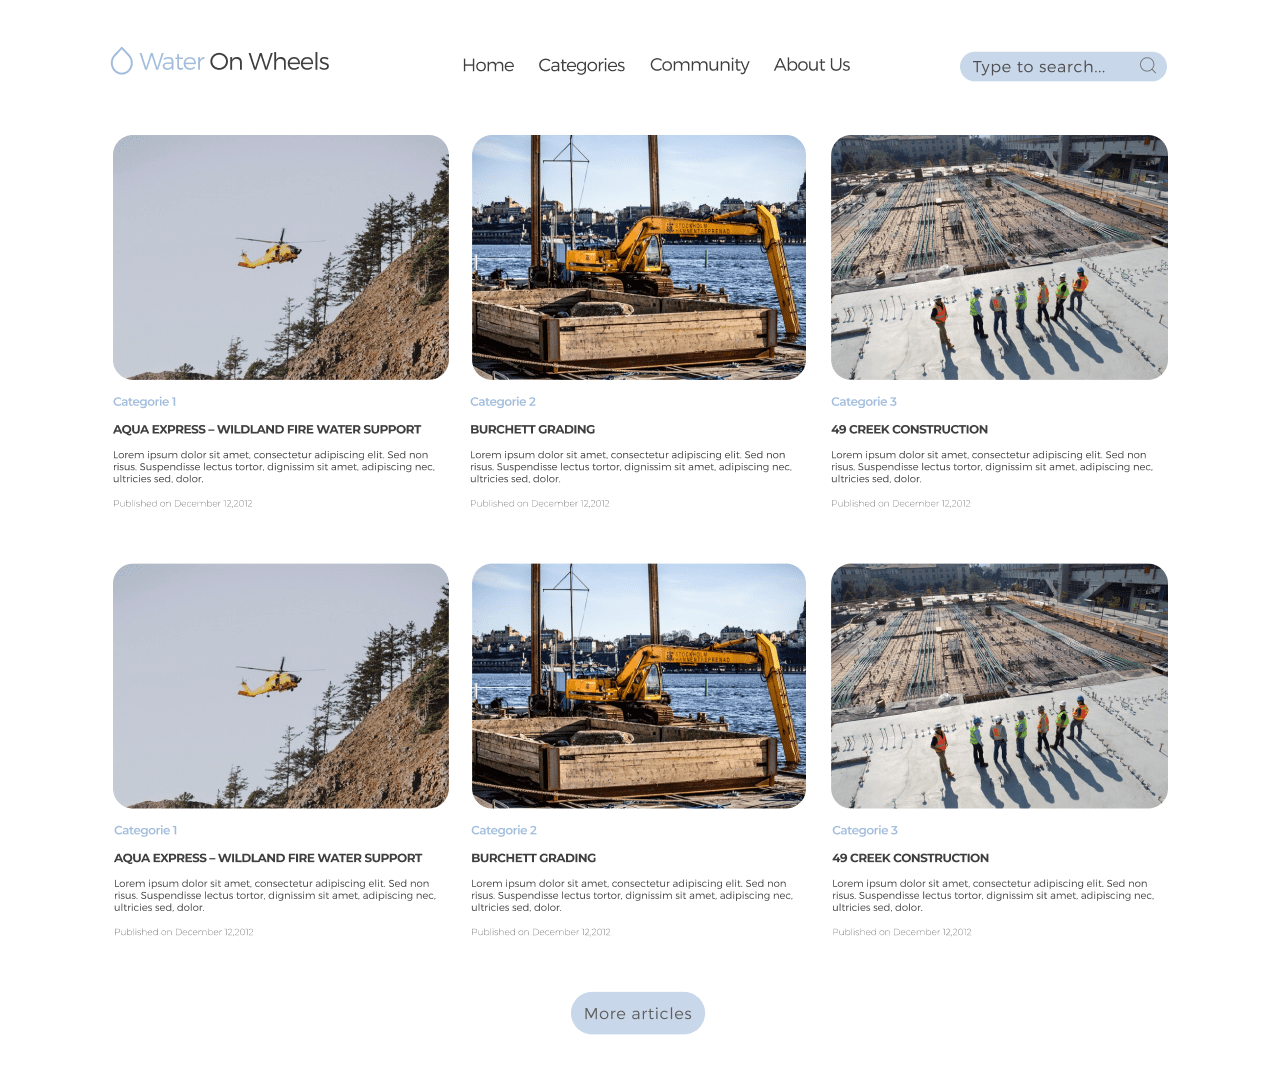 Water On Wheels
Home Categories Community About Us
Type to search...
STOCKHOLM
Categorie 1
AQUA EXPRESS – WILDLAND FIRE WATER SUPPORT
Lorem ipsum dolor sit amet, consectetur adipiscing elit. Sed non
risus. Suspendisse lectus tortor, dignissim sit amet, adipiscing nec,
ultricies sed, dolor.
Published on December 12,2012
Categorie 2
BURCHETT GRADING
Lorem ipsum dolor sit amet, consectetur adipiscing elit. Sed non
risus. Suspendisse lectus tortor, dignissim sit amet, adipiscing nec,
ultricies sed, dolor.
Published on December 12,2012
Categorie 3
49 CREEK CONSTRUCTION
Lorem ipsum dolor sit amet, consectetur adipiscing elit. Sed non
risus. Suspendisse lectus tortor, dignissim sit amet, adipiscing nec,
ultricies sed, dolor.
Published on December 12,2012
STOCKHOLM
Categorie 1
AQUA EXPRESS – WILDLAND FIRE WATER SUPPORT
Lorem ipsum dolor sit amet, consectetur adipiscing elit. Sed non
risus. Suspendisse lectus tortor, dignissim sit amet, adipiscing nec,
ultricies sed, dolor.
Published on December 12,2012
Categorie 2
BURCHETT GRADING
Lorem ipsum dolor sit amet, consectetur adipiscing elit. Sed non
risus. Suspendisse lectus tortor, dignissim sit amet, adipiscing nec,
ultricies sed, dolor.
Published on December 12,2012
Categorie 3
49 CREEK CONSTRUCTION
Lorem ipsum dolor sit amet, consectetur adipiscing elit. Sed non
risus. Suspendisse lectus tortor, dignissim sit amet, adipiscing nec,
ultricies sed, dolor.
Published on December 12,2012
More articles